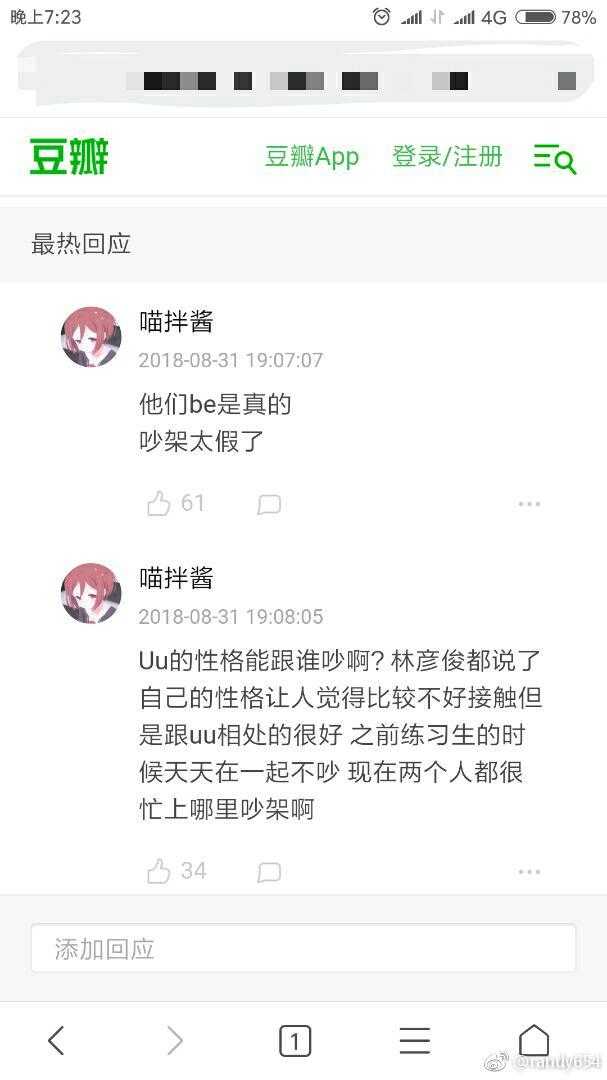 晚上7:23
4G
78%
豆瓣
豆瓣App
登录/注册
最热回应
喵拌酱
2018-08-31 19:07:07
他们be是真的
吵架太假了
61
喵拌酱
2018-08-31 19:08:05
Uu的性格能跟谁吵啊? 林彦俊都说了
自己的性格让人觉得比较不好接触但
是跟uu相处的很好 之前练习生的时
候天天在一起不吵 现在两个人都很
忙上哪里吵架啊
34
添加回应
1
@randy654